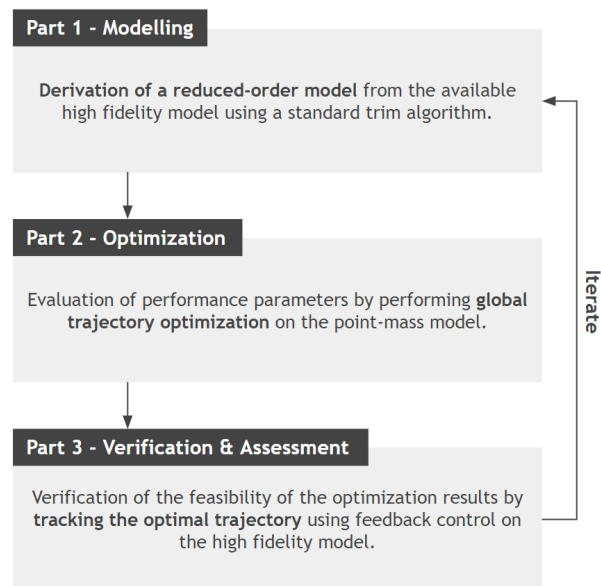 Part 1 - Modelling
Derivation of a reduced-order model from the available
high fidelity model using a standard trim algorithm.
Part 2 - Optimization
Evaluation of performance parameters by performing global
trajectory optimization on the point-mass model.
Iterate
Part 3 - Verification & Assessment
Verification of the feasibility of the optimization results by
tracking the optimal trajectory using feedback control on
the high fidelity model.